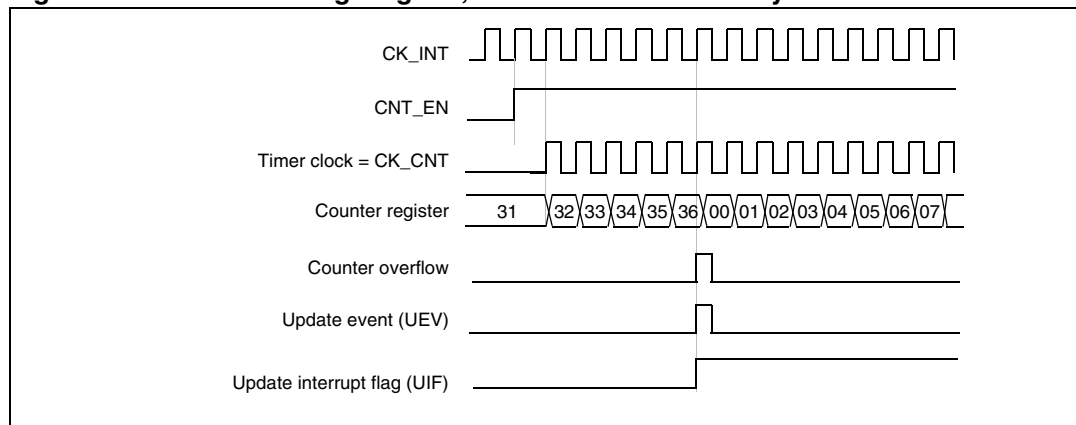 CK_INT
CNT_EN
Timer clock = CK_CNT
Counter register 31 32 33 34 35 36 00 01 02 03 04 05 06 07
Counter overflow
Update event (UEV)
Update interrupt flag (UIF)